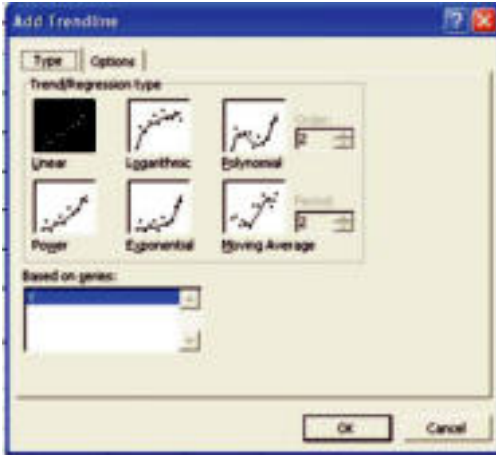 Add Trendline
Type Options
Trend/Regression type
Order:
2
Linear Logarithmic Polynomial
Period:
2
Power Exponential Moving Average
Based on series:
OK Cancel